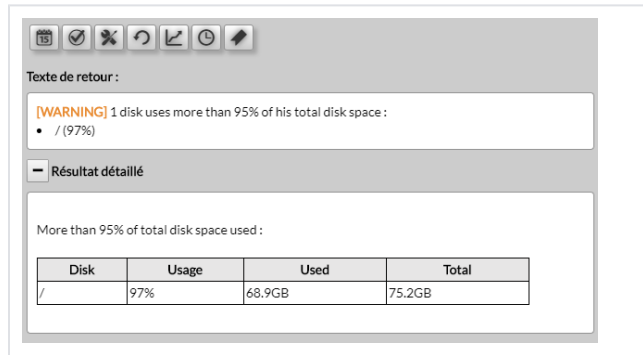 15
Texte de retour :
[WARNING] 1 disk uses more than 95% of his total disk space :
• / (97%)
Résultat détaillé
More than 95% of total disk space used :
Disk Usage Used Total
/ 97% 68.9GB 75.2GB